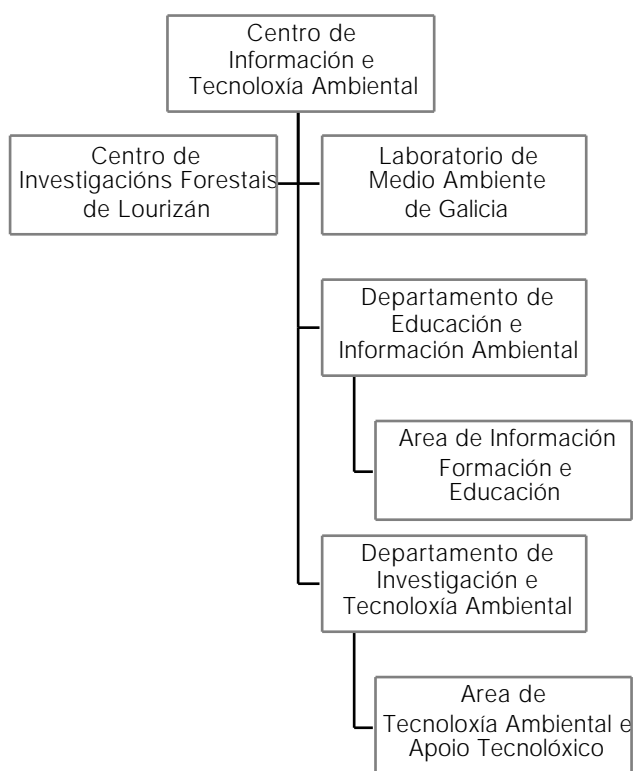 Centro de
Información e
Tecnoloxía Ambiental
Centro de
Investigacións Forestais
de Lourizán
Laboratorio de
Medio Ambiente
de Galicia
Departamento de
Educación e
Información Ambiental
Area de Información
Formación e
Educación
Departamento de
Investigación e
Tecnoloxía Ambiental
Area de
Tecnoloxía Ambiental e
Apoio Tecnolóxico